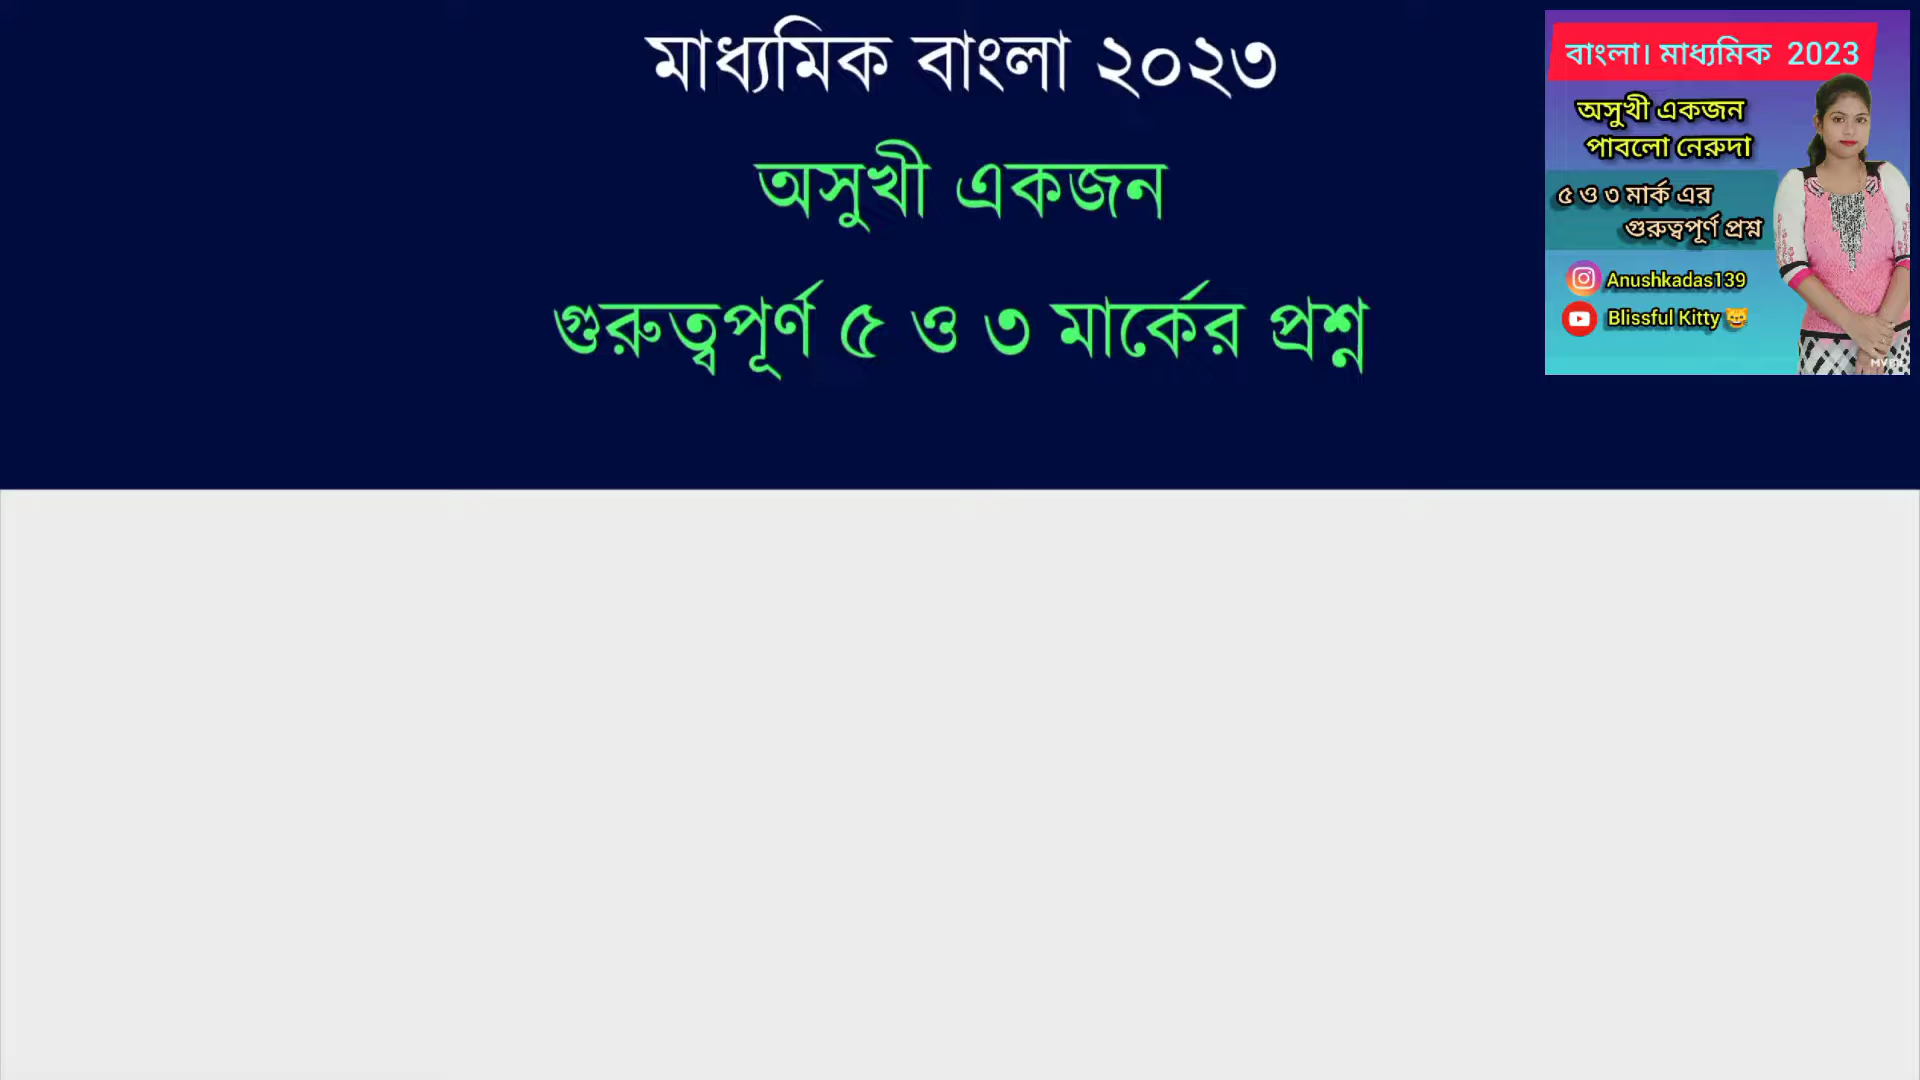 মাধ্যমিক বাংলা ২০২৩
অসুখী একজন
গুরুত্বপূর্ণ ৫ ও ৩ মার্কের প্রশ্ন
বাংলা। মাধ্যমিক 2023
অসুখী একজন
পাবলো নেরুদা
৫ ও ৩ মার্ক এর
গুরুত্বপূর্ণ প্রশ্ন
Anushkadas139
Blissful Kitty